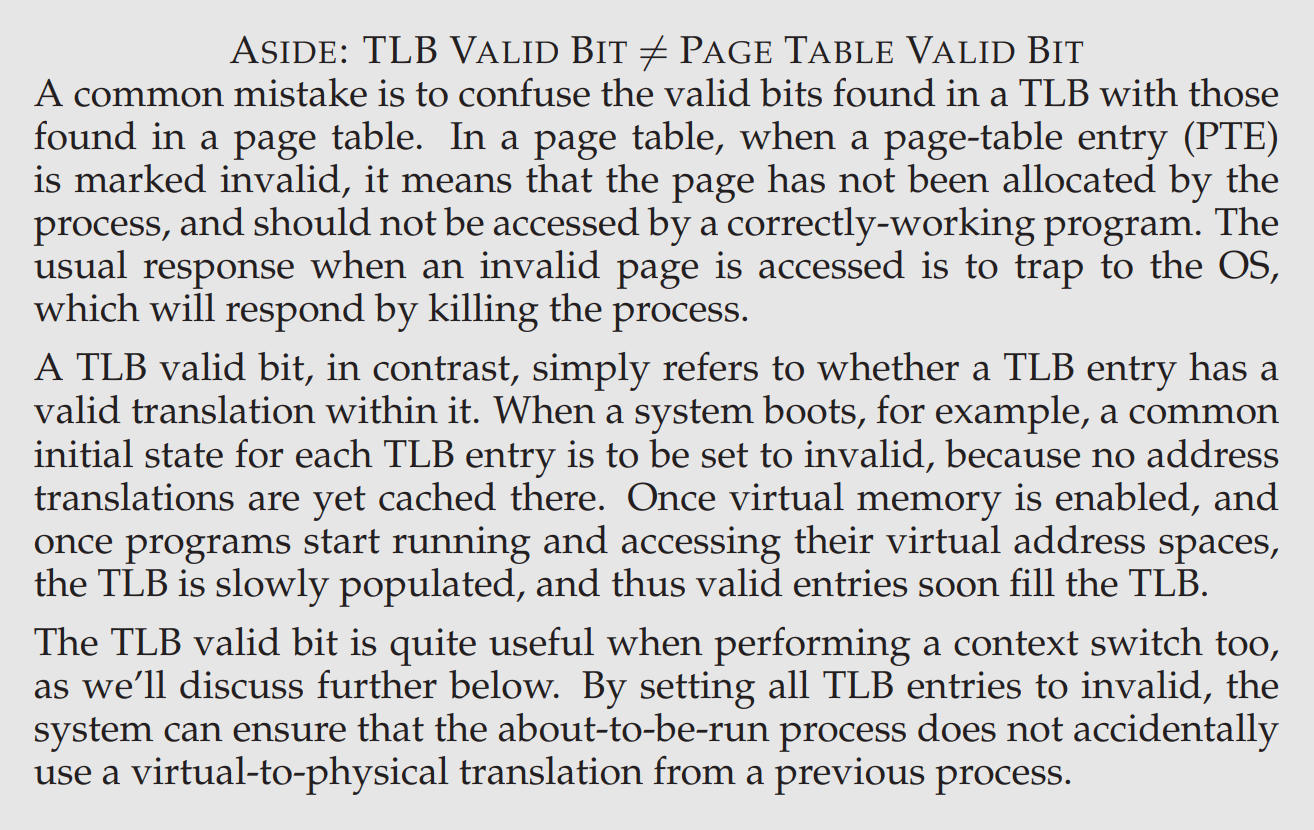 ASIDE: TLB VALID BIT ≠ PAGE TABLE VALID BIT
A common mistake is to confuse the valid bits found in a TLB with those
found in a page table. In a page table, when a page-table entry (PTE)
is marked invalid, it means that the page has not been allocated by the
process, and should not be accessed by a correctly-working program. The
usual response when an invalid page is accessed is to trap to the OS,
which will respond by killing the process.
A TLB valid bit, in contrast, simply refers to whether a TLB entry has a
valid translation within it. When a system boots, for example, a common
initial state for each TLB entry is to be set to invalid, because no address
translations are yet cached there. Once virtual memory is enabled, and
once programs start running and accessing their virtual address spaces,
the TLB is slowly populated, and thus valid entries soon fill the TLB.
The TLB valid bit is quite useful when performing a context switch too,
as we'll discuss further below. By setting all TLB entries to invalid, the
system can ensure that the about-to-be-run process does not accidentally
use a virtual-to-physical translation from a previous process.